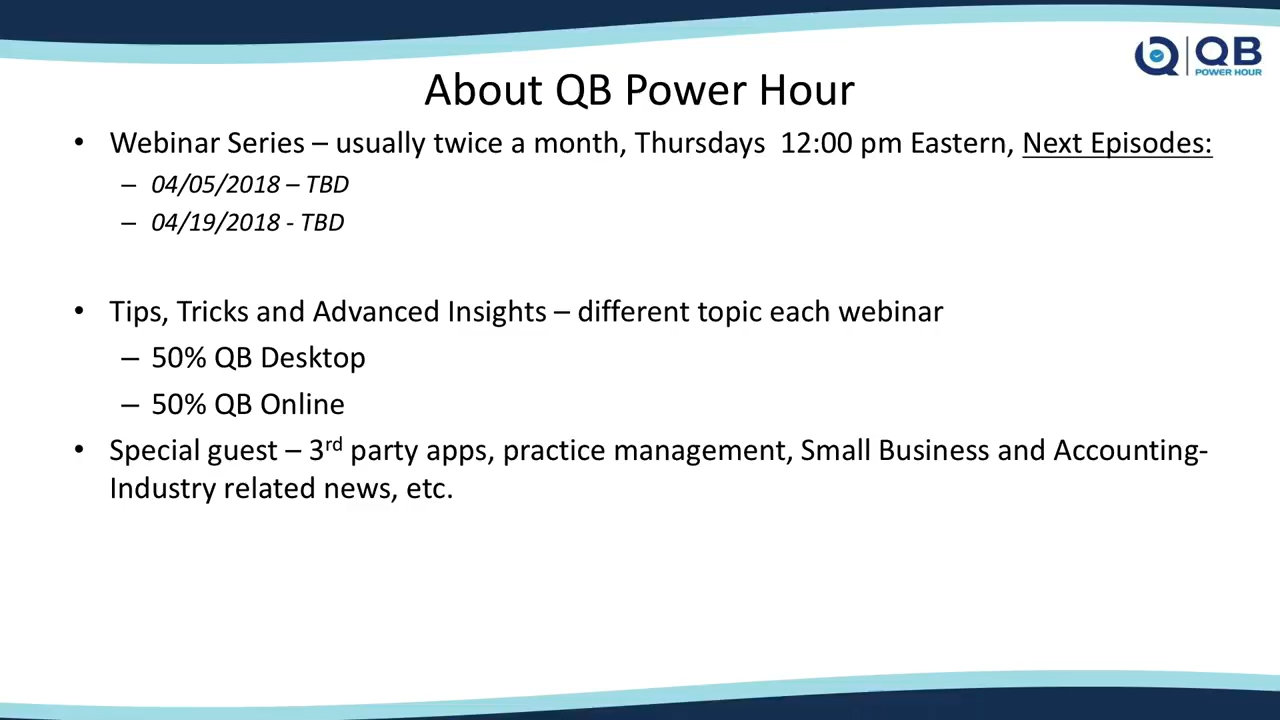 QB
POWER HOUR
About QB Power Hour
• Webinar Series – usually twice a month, Thursdays  12:00 pm Eastern, Next Episodes:
– 04/05/2018 – TBD
– 04/19/2018 - TBD
• Tips, Tricks and Advanced Insights – different topic each webinar
– 50% QB Desktop
– 50% QB Online
• Special guest – 3rd party apps, practice management, Small Business and Accounting-
Industry related news, etc.